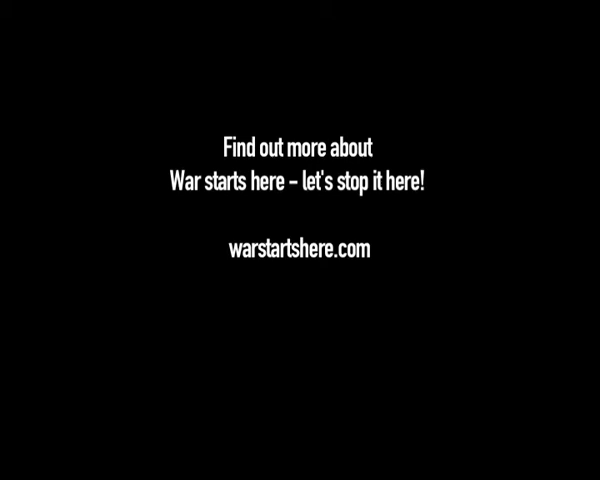 Find out more about
War starts here – let's stop it here!
warstartshere.com